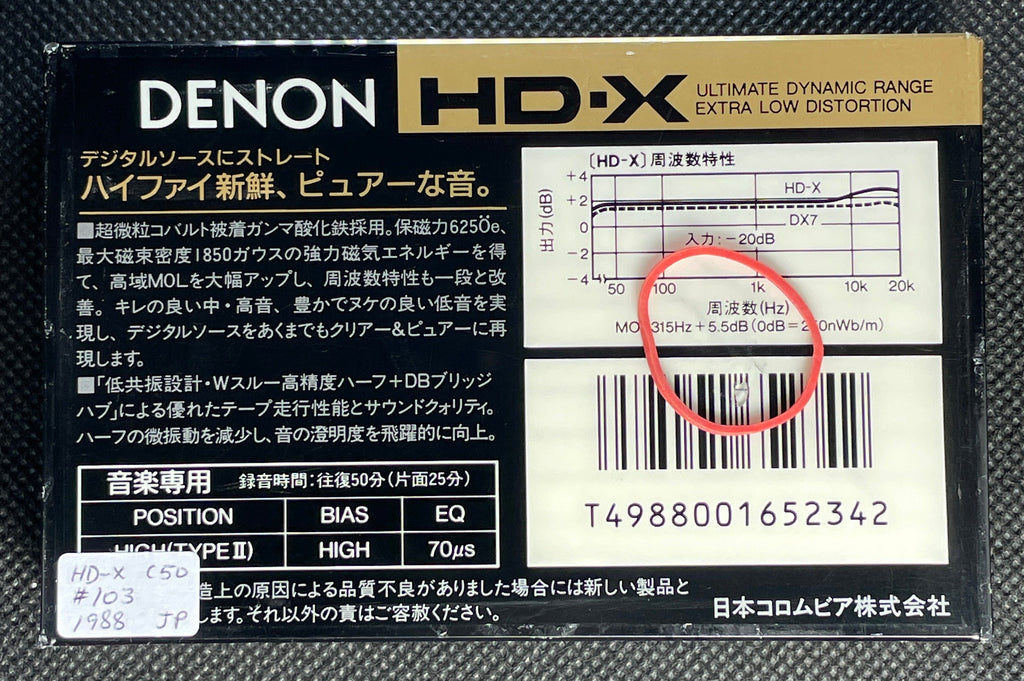 DENON HD·X ULTIMATE DYNAMIC RANGE
EXTRA LOW DISTORTION
デジタルソースにストレート
ハイファイ新鮮、ピュアーな音。
■超微粒コバルト被着ガンマ酸化鉄採用。保磁力625Öe、
最大磁束密度1850ガウスの強力磁気エネルギーを得
て、高域MOLを大幅アップし、周波数特性も一段と改
善。キレの良い中・高音、豊かでヌケの良い低音を実
現し、デジタルソースをあくまでもクリアー&ピュアーに再
現します。
■「低共振設計・Wスルー高精度ハーフ+DBブリッジ
ハブ」による優れたテープ走行性能とサウンドクォリティ。
ハーフの微振動を減少し、音の澄明度を飛躍的に向上。
音楽専用 録音時間:往復50分(片面25分)
POSITION BIAS EQ
HIGH(TYPE II) HIGH 70μs
造上の原因による品質不良がありました場合には新しい製品と
します。それ以外の責はご容赦ください。
HD-X C50
#103
1988 JP
〔HD-X〕周波数特性
出力(dB)
+4
+2
0
-2
-4
HD-X
DX7
入力:-20dB
50 100 1k 10k 20k
周波数(Hz)
315Hz+5.5dB(0dB=
nWb/m)
T4988001652342
日本コロムビア株式会社